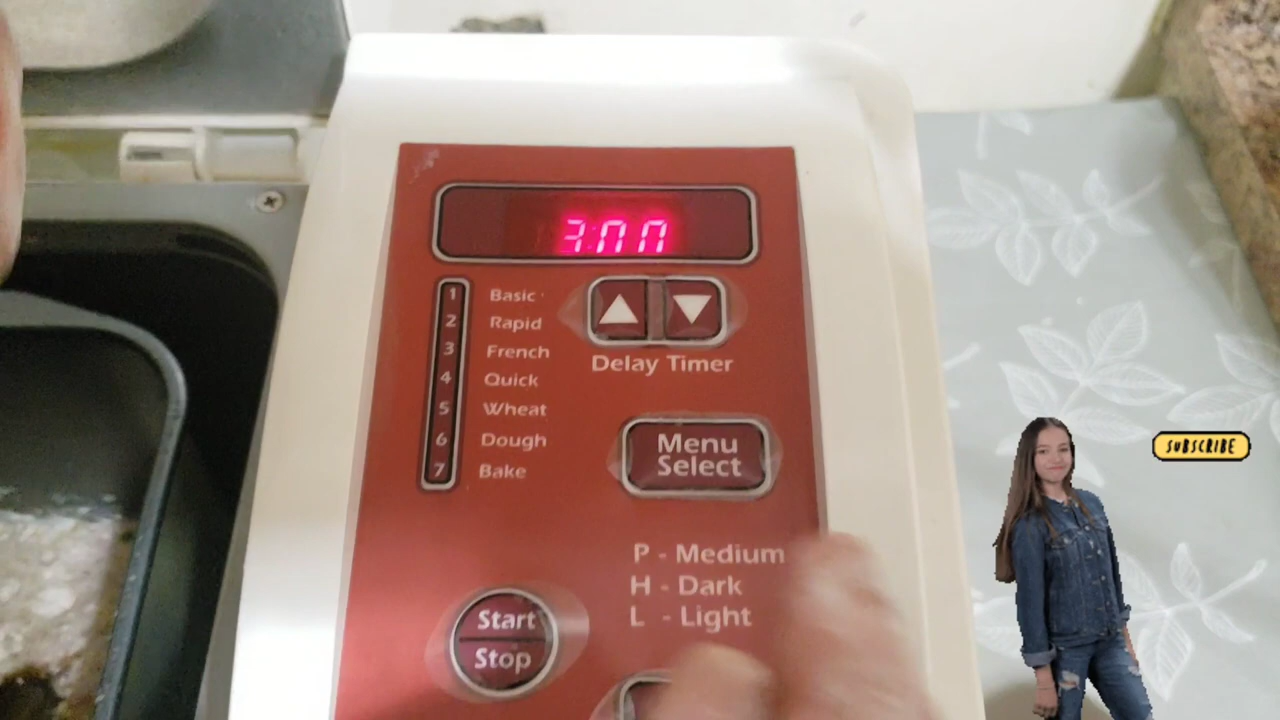 3:00
1 Basic
2 Rapid
3 French
4 Quick
5 Wheat
6 Dough
7 Bake
Delay Timer
Menu
Select
P - Medium
H - Dark
L - Light
Start
Stop
SUBSCRIBE